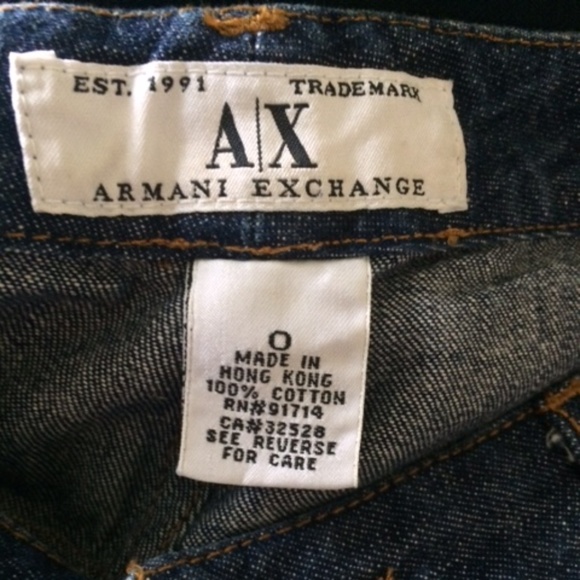 EST. 1991 TRADEMARK
A|X
ARMANI EXCHANGE
0
MADE IN
HONG KONG
100% COTTON
RN#91714
CA#32528
SEE REVERSE
FOR CARE